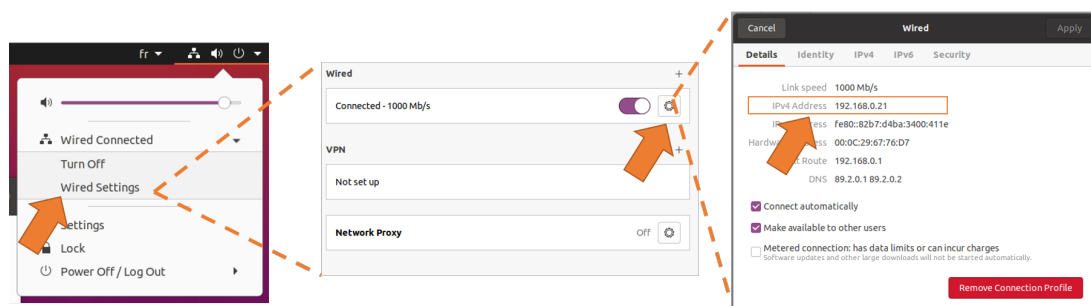 fr
Wired Connected
Turn Off
Wired Settings
Settings
Lock
Power Off / Log Out
Wired +
Connected - 1000 Mb/s
VPN +
Not set up
Network Proxy Off
Cancel Wired Apply
Details Identity IPv4 IPv6 Security
Link speed 1000 Mb/s
IPv4 Address 192.168.0.21
fe80::82b7:d4ba:3400:411e
00:0C:29:67:76:D7
Route 192.168.0.1
DNS 89.2.0.1 89.2.0.2
Connect automatically
Make available to other users
Metered connection: has data limits or can incur charges
Software updates and other large downloads will not be started automatically.
Remove Connection Profile